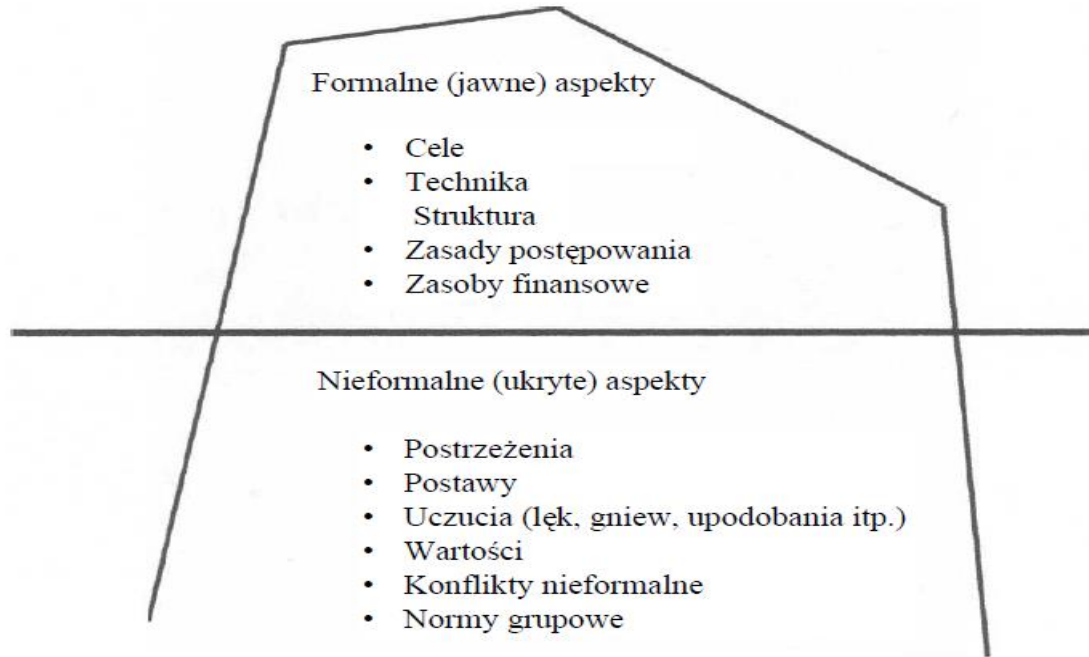 Formalne (jawne) aspekty
• Cele
• Technika
Struktura
• Zasady postępowania
• Zasoby finansowe
Nieformalne (ukryte) aspekty
• Postrzeżenia
• Postawy
• Uczucia (lęk, gniew, upodobania itp.)
• Wartości
• Konflikty nieformalne
• Normy grupowe